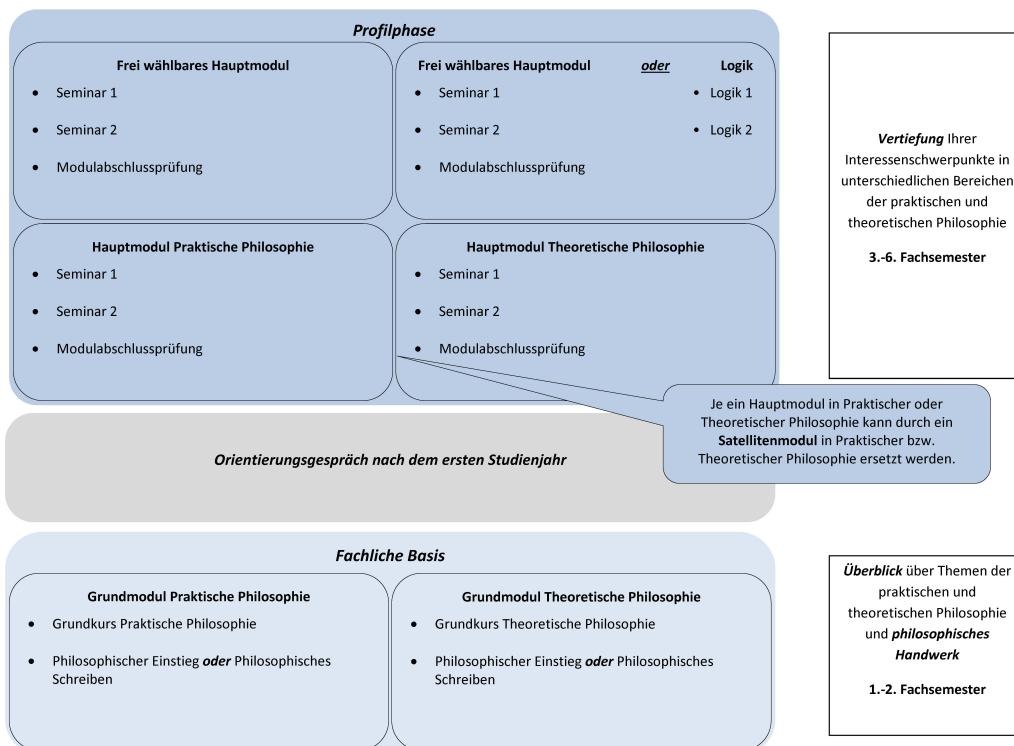 Profilphase
Frei wählbares Hauptmodul
• Seminar 1
• Seminar 2
• Modulabschlussprüfung
Frei wählbares Hauptmodul oder Logik
• Seminar 1 • Logik 1
• Seminar 2 • Logik 2
• Modulabschlussprüfung
Hauptmodul Praktische Philosophie
• Seminar 1
• Seminar 2
• Modulabschlussprüfung
Hauptmodul Theoretische Philosophie
• Seminar 1
• Seminar 2
• Modulabschlussprüfung
Vertiefung Ihrer
Interessenschwerpunkte in
unterschiedlichen Bereichen
der praktischen und
theoretischen Philosophie
3.-6. Fachsemester
Je ein Hauptmodul in Praktischer oder
Theoretischer Philosophie kann durch ein
Satellitenmodul in Praktischer bzw.
Theoretischer Philosophie ersetzt werden.
Orientierungsgespräch nach dem ersten Studienjahr
Fachliche Basis
Grundmodul Praktische Philosophie
• Grundkurs Praktische Philosophie
• Philosophischer Einstieg oder Philosophisches
Schreiben
Grundmodul Theoretische Philosophie
• Grundkurs Theoretische Philosophie
• Philosophischer Einstieg oder Philosophisches
Schreiben
Überblick über Themen der
praktischen und
theoretischen Philosophie
und philosophisches
Handwerk
1.-2. Fachsemester